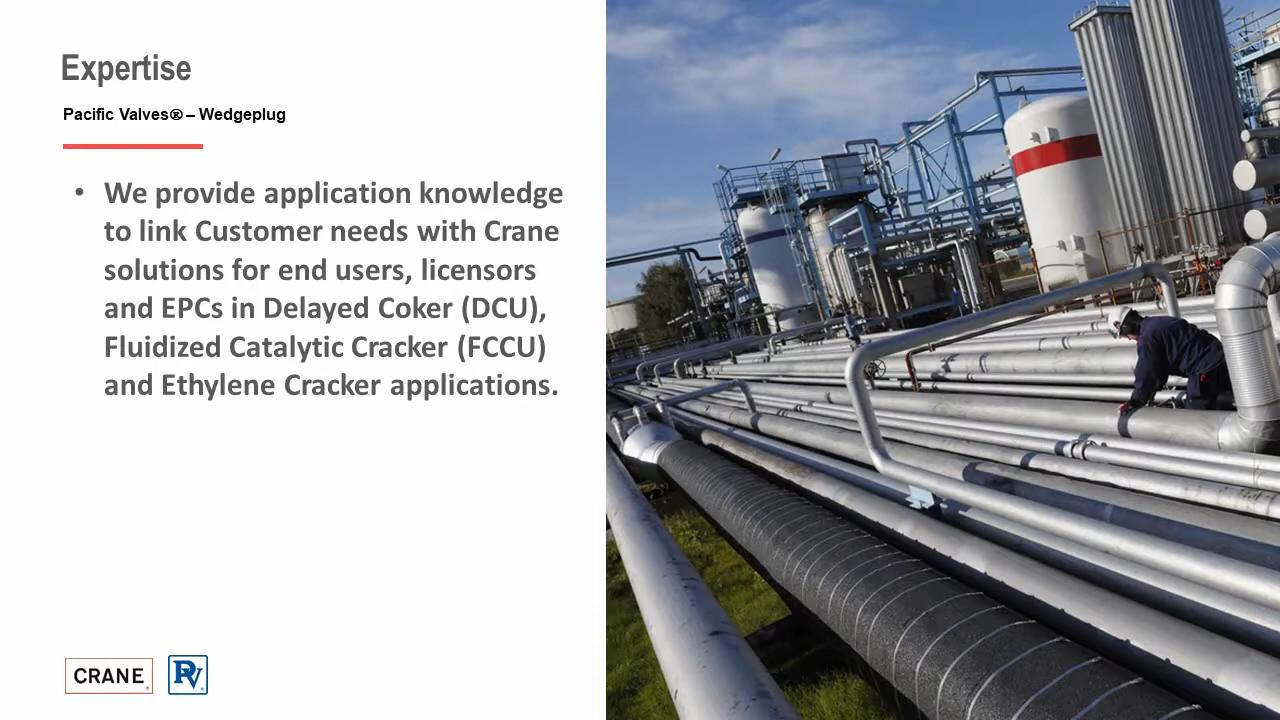 Expertise
Pacific Valves® – Wedgeplug
• We provide application knowledge
to link Customer needs with Crane
solutions for end users, licensors
and EPCs in Delayed Coker (DCU),
Fluidized Catalytic Cracker (FCCU)
and Ethylene Cracker applications.
CRANE® PV®